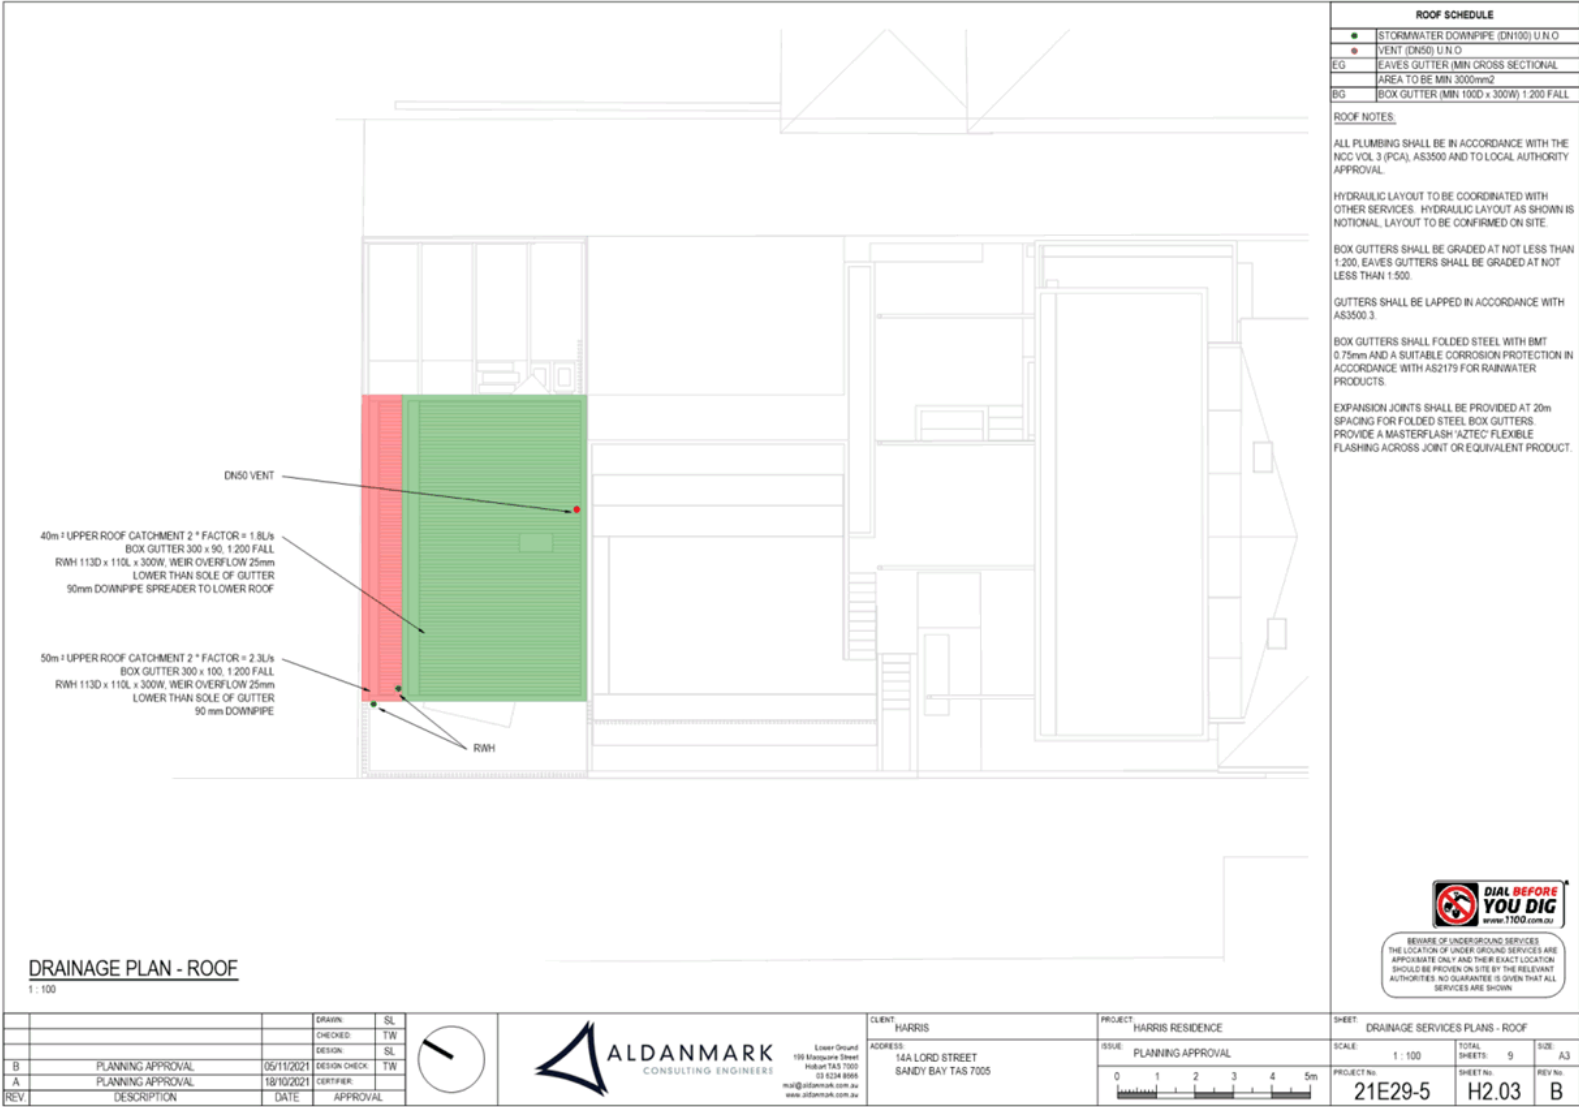 ROOF SCHEDULE
STORMWATER DOWNPIPE (DN100) U.N.O
VENT (DN50) U.N.O
EG EAVES GUTTER (MIN CROSS SECTIONAL
AREA TO BE MIN 3000mm2
BG BOX GUTTER (MIN 100D x 300W) 1:200 FALL
ROOF NOTES:
ALL PLUMBING SHALL BE IN ACCORDANCE WITH THE
NCC VOL 3 (PCA), AS3500 AND TO LOCAL AUTHORITY
APPROVAL.
HYDRAULIC LAYOUT TO BE COORDINATED WITH
OTHER SERVICES. HYDRAULIC LAYOUT AS SHOWN IS
NOTIONAL, LAYOUT TO BE CONFIRMED ON SITE.
BOX GUTTERS SHALL BE GRADED AT NOT LESS THAN
1:200, EAVES GUTTERS SHALL BE GRADED AT NOT
LESS THAN 1:500.
GUTTERS SHALL BE LAPPED IN ACCORDANCE WITH
AS3500.3.
BOX GUTTERS SHALL FOLDED STEEL WITH BMT
0.75mm AND A SUITABLE CORROSION PROTECTION IN
ACCORDANCE WITH AS2179 FOR RAINWATER
PRODUCTS.
EXPANSION JOINTS SHALL BE PROVIDED AT 20m
SPACING FOR FOLDED STEEL BOX GUTTERS.
PROVIDE A MASTERFLASH 'AZTEC' FLEXIBLE
FLASHING ACROSS JOINT OR EQUIVALENT PRODUCT.
DN50 VENT
40m² UPPER ROOF CATCHMENT 2 * FACTOR = 1.8L/s
BOX GUTTER 300 x 90, 1:200 FALL
RWH 113D x 110L x 300W, WEIR OVERFLOW 25mm
LOWER THAN SOLE OF GUTTER
90mm DOWNPIPE SPREADER TO LOWER ROOF
50m² UPPER ROOF CATCHMENT 2 * FACTOR = 2.3L/s
BOX GUTTER 300 x 100, 1:200 FALL
RWH 113D x 110L x 300W, WEIR OVERFLOW 25mm
LOWER THAN SOLE OF GUTTER
90 mm DOWNPIPE
RWH
DIAL BEFORE
YOU DIG
www.1100.com.au
BEWARE OF UNDERGROUND SERVICES
THE LOCATION OF UNDER GROUND SERVICES ARE
APPOXIMATE ONLY AND THEIR EXACT LOCATION
SHOULD BE PROVEN ON SITE BY THE RELEVANT
AUTHORITIES. NO GUARANTEE IS GIVEN THAT ALL
SERVICES ARE SHOWN
DRAINAGE PLAN - ROOF
1 : 100
DRAWN: SL
CHECKED: TW
DESIGN: SL
B PLANNING APPROVAL 05/11/2021 DESIGN CHECK: TW
A PLANNING APPROVAL 18/10/2021 CERTIFIER:
REV. DESCRIPTION DATE APPROVAL
ALDANMARK
CONSULTING ENGINEERS
Lower Ground
199 Macquarie Street
Hobart TAS 7000
03 6234 8666
mail@aldanmark.com.au
www.aldanmark.com.au
CLIENT:
HARRIS
ADDRESS:
14A LORD STREET
SANDY BAY TAS 7005
PROJECT:
HARRIS RESIDENCE
ISSUE:
PLANNING APPROVAL
0 1 2 3 4 5m
SHEET:
DRAINAGE SERVICES PLANS - ROOF
SCALE: 1 : 100
TOTAL SHEETS: 9
SIZE: A3
PROJECT No.
21E29-5
SHEET No.
H2.03
REV No.
B